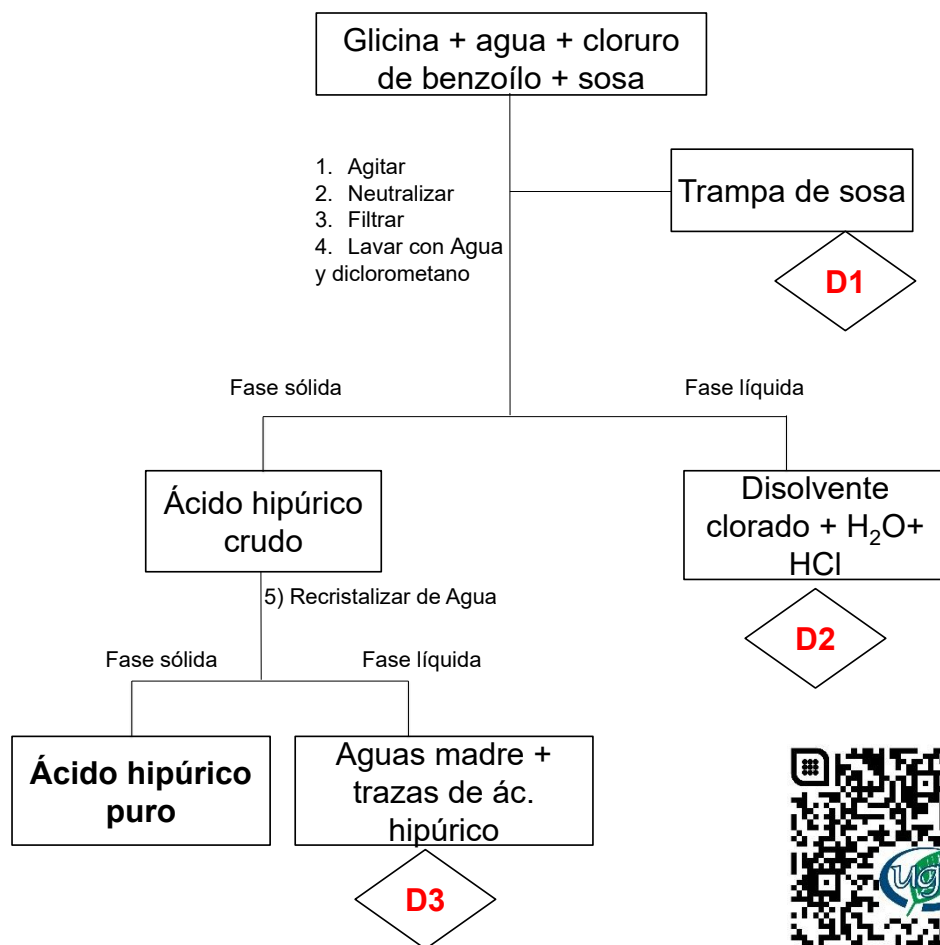 Glicina + agua + cloruro
de benzoílo + sosa
1. Agitar
2. Neutralizar
3. Filtrar
4. Lavar con Agua
y diclorometano
Trampa de sosa
D1
Fase sólida
Fase líquida
Ácido hipúrico
crudo
Disolvente
clorado + H₂O+
HCl
5) Recristalizar de Agua
D2
Fase sólida
Fase líquida
Ácido hipúrico
puro
Aguas madre +
trazas de ác.
hipúrico
D3